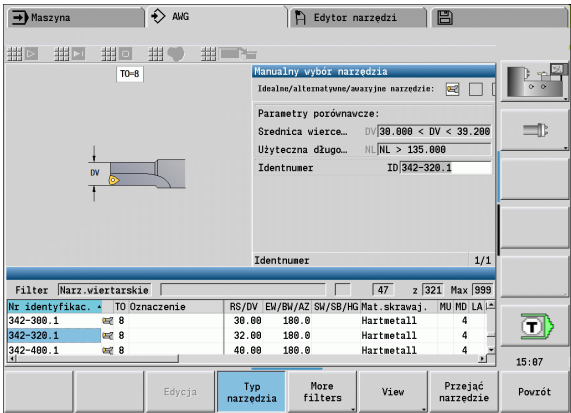 Maszyna
AWG
Edytor narzędzi
TO=8
Manualny wybór narzędzia
Idealne/alternatywne/awaryjne narzędzie:
Parametry porównawcze:
Srednica wierce… DV 30.000 < DV < 39.200
Użyteczna długo… NL NL > 135.000
Identnumer ID 342-320.1
DV
Identnumer 1/1
Filter Narz.wiertarskie 47 z 321 Max 999
Nr identyfikac. TO Oznaczenie RS/DV EW/BW/AZ SW/SB/HG Mat.skrawaj. MU MD LA
342-300.1 8 30.00 180.0 Hartmetall 4
342-320.1 8 32.00 180.0 Hartmetall 4
342-400.1 8 40.00 180.0 Hartmetall 4
T
15:07
Edycja
Typ narzędzia
More filters
View
Przejąć narzędzie
Powrót